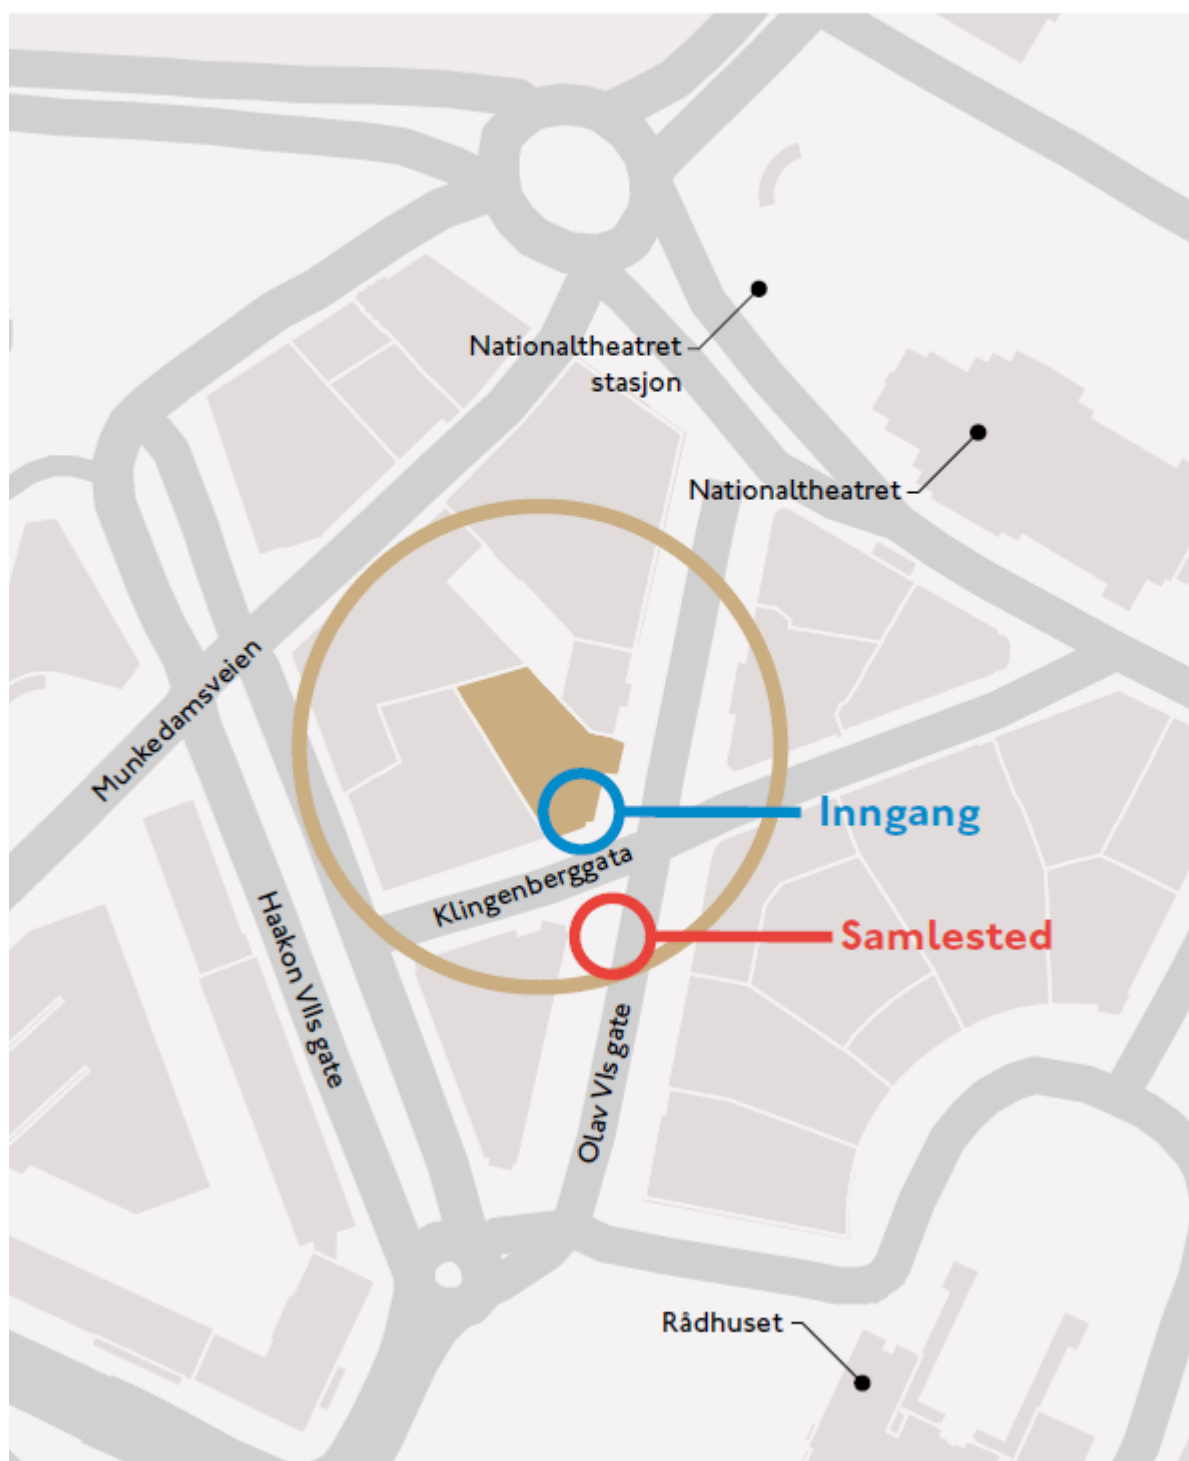 Nationaltheatret
stasjon
Nationaltheatret
Munkedamsveien
Inngang
Klingenberggata
Haakon VIIs gate
Samlested
Olav VIs gate
Rådhuset